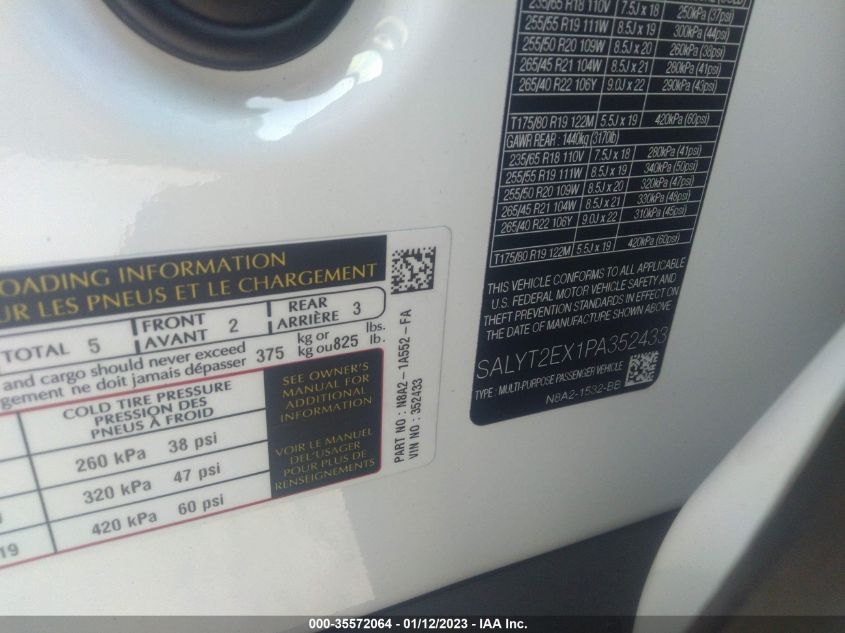 OADING INFORMATION
UR LES PNEUS ET LE CHARGEMENT
TOTAL 5
FRONT
AVANT 2
REAR
ARRIÈRE 3
and cargo should never exceed
gement ne doit jamais dépasser
375 kg or
kg ou
825 lbs.
lb.
COLD TIRE PRESSURE
PRESSION DES
PNEUS À FROID
260 kPa 38 psi
320 kPa 47 psi
19 420 kPa 60 psi
SEE OWNER'S
MANUAL FOR
ADDITIONAL
INFORMATION
VOIR LE MANUEL
DE L'USAGER
POUR PLUS DE
RENSEIGNEMENTS
PART NO : N8A2 - 1A552 - FA
VIN NO : 352433
235/65 R18 110V 7.5J x 18 250kPa (37psi)
255/55 R19 111W 8.5J x 19 300kPa (44psi)
255/50 R20 109W 8.5J x 20 260kPa (38psi)
265/45 R21 104W 8.5J x 21 280kPa (41psi)
265/40 R22 106Y 9.0J x 22 290kPa (43psi)
T175/80 R19 122M 5.5J x 19 420kPa (60psi)
GAWR REAR : 1440kg (3170lb)
235/65 R18 110V 7.5J x 18 280kPa (41psi)
255/55 R19 111W 8.5J x 19 340kPa (50psi)
255/50 R20 109W 8.5J x 20 320kPa (47psi)
265/45 R21 104W 8.5J x 21 330kPa (48psi)
265/40 R22 106Y 9.0J x 22 310kPa (45psi)
T175/80 R19 122M 5.5J x 19 420kPa (60psi)
THIS VEHICLE CONFORMS TO ALL APPLICABLE
U.S. FEDERAL MOTOR VEHICLE SAFETY AND
THEFT PREVENTION STANDARDS IN EFFECT ON
THE DATE OF MANUFACTURE SHOWN ABOVE.
SALYT2EX1PA352433
TYPE : MULTI-PURPOSE PASSENGER VEHICLE
N8A2-1532-BB
000-35572064 - 01/12/2023 - IAA Inc.